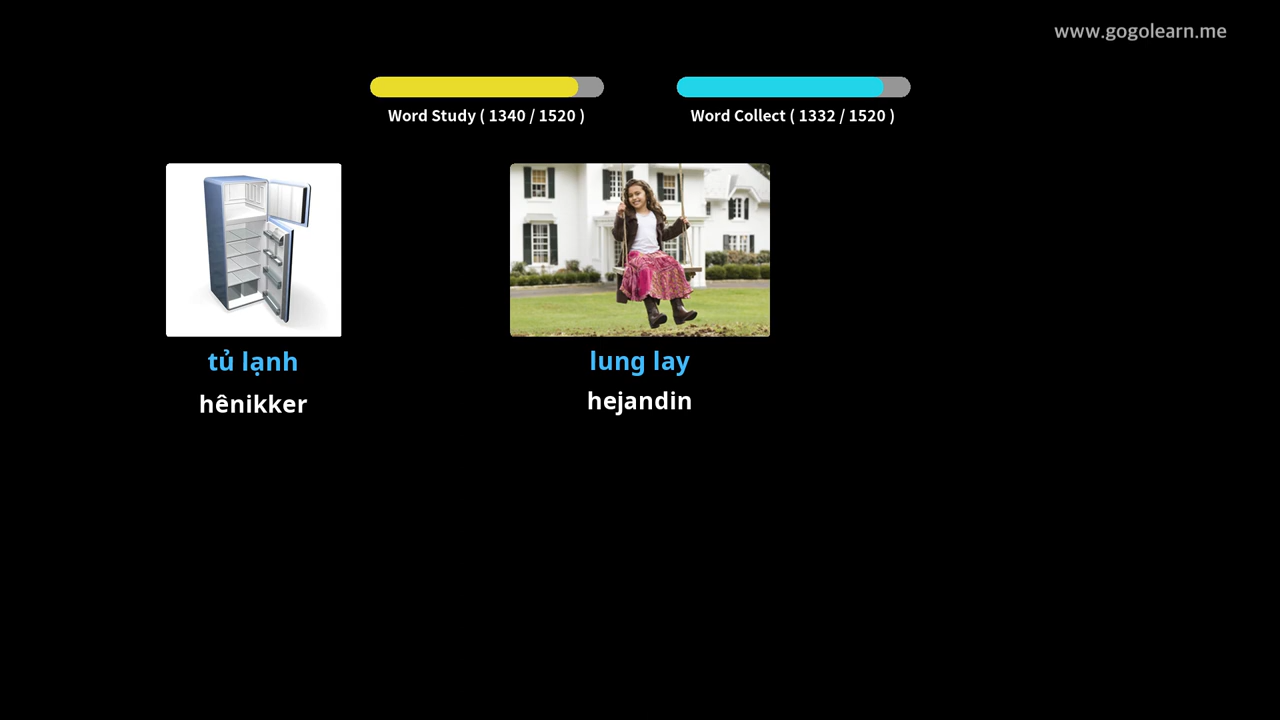 www.gogolearn.me
Word Study ( 1340 / 1520 )
Word Collect ( 1332 / 1520 )
tủ lạnh
hênikker
lung lay
hejandin